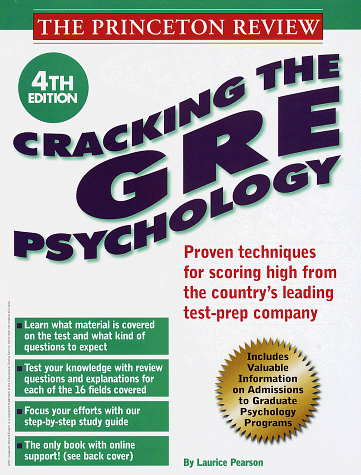 THE PRINCETON REVIEW
4TH
EDITION
CRACKING THE
GRE
PSYCHOLOGY
Proven techniques
for scoring high from
the country's leading
test-prep company
Learn what material is covered
on the test and what kind of
questions to expect
Test your knowledge with review
questions and explanations for
each of the 16 fields covered
Focus your efforts with our
step-by-step study guide
The only book with online
support! (see back cover)
Includes
Valuable
Information
on Admissions
to Graduate
Psychology
Programs
By Laurice Pearson